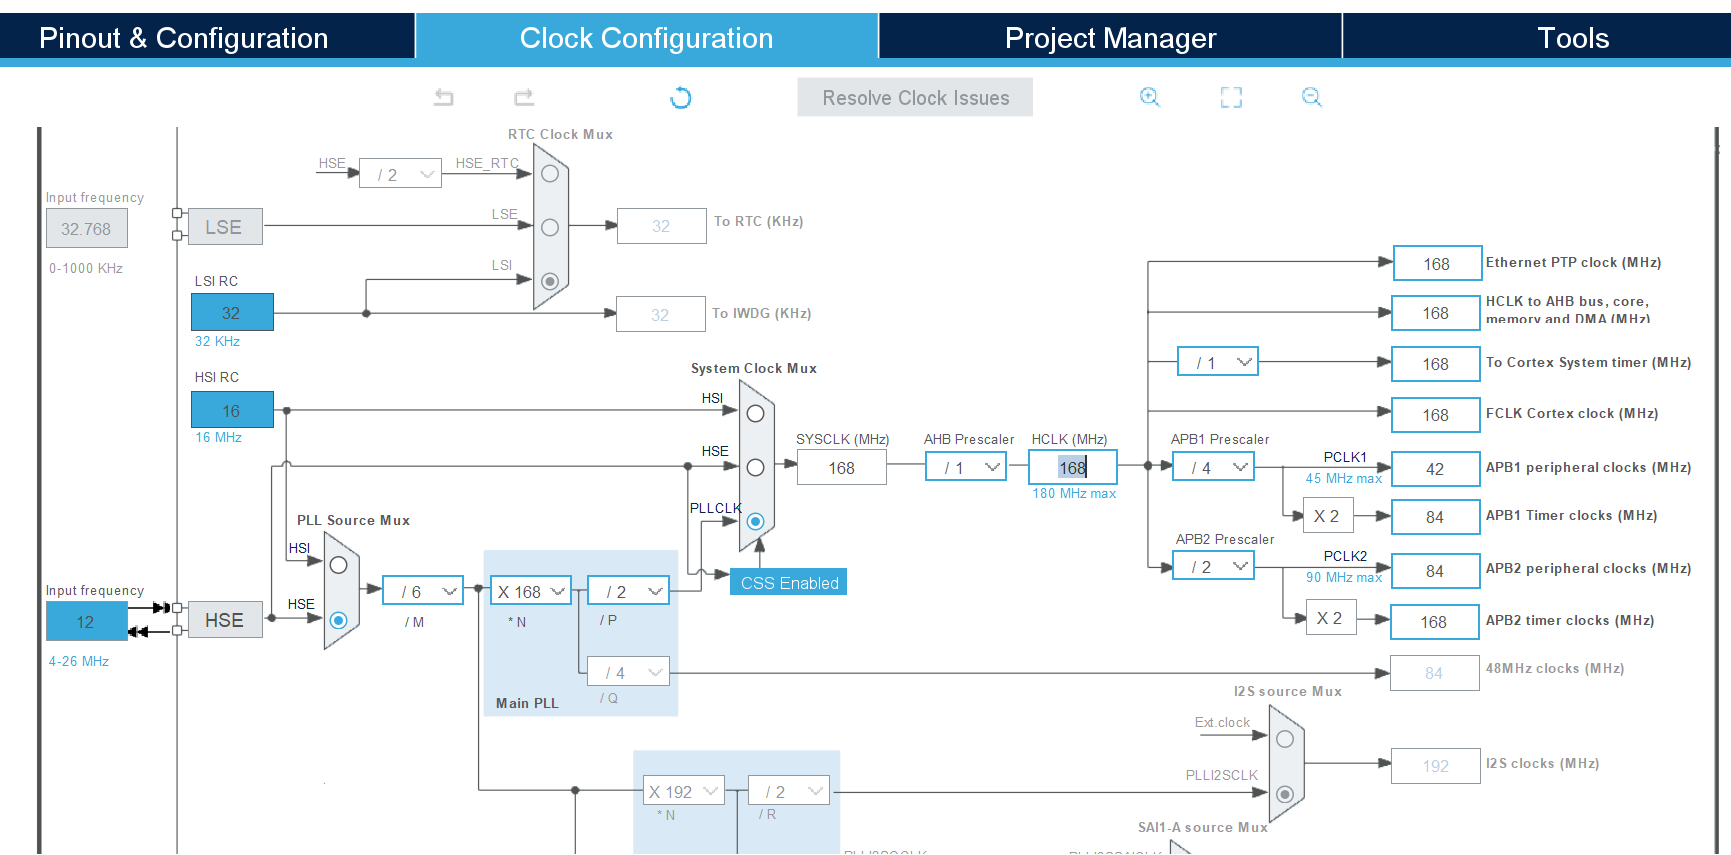 Pinout & Configuration
Clock Configuration
Project Manager
Tools
Resolve Clock Issues
RTC Clock Mux
HSE
/ 2
HSE_RTC
Input frequency
32.768
0-1000 KHz
LSE
LSE
32
To RTC (KHz)
LSI
LSI RC
32
32 KHz
32
To IWDG (KHz)
HSI RC
16
16 MHz
System Clock Mux
HSI
HSE
PLLCLK
SYSCLK (MHz)
168
AHB Prescaler
/ 1
HCLK (MHz)
168
180 MHz max
168
Ethernet PTP clock (MHz)
168
HCLK to AHB bus, core,
memory and DMA (MHz)
/ 1
168
To Cortex System timer (MHz)
168
FCLK Cortex clock (MHz)
APB1 Prescaler
/ 4
PCLK1
45 MHz max
42
APB1 peripheral clocks (MHz)
X 2
84
APB1 Timer clocks (MHz)
APB2 Prescaler
/ 2
PCLK2
90 MHz max
84
APB2 peripheral clocks (MHz)
X 2
168
APB2 timer clocks (MHz)
PLL Source Mux
HSI
HSE
Input frequency
12
4-26 MHz
HSE
/ 6
/ M
X 168
* N
/ 2
/ P
CSS Enabled
/ 4
/ Q
Main PLL
84
48MHz clocks (MHz)
I2S source Mux
Ext.clock
PLLI2SCLK
192
I2S clocks (MHz)
X 192
* N
/ 2
/ R
SAI1-A source Mux